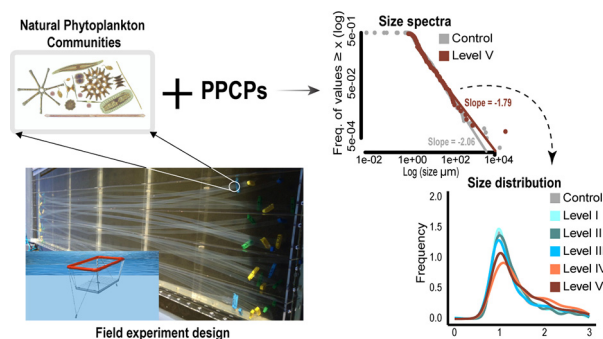 Natural Phytoplankton
Communities
PPCPs
Field experiment design
Size spectra
Control
Level V
Freq. of values ≥ x (log)
5e-01
5e-02
5e-04
Slope = -1.79
Slope = -2.06
1e-02
1e+00
1e+02
1e+04
Log (size µm)
Size distribution
Control
Level I
Level II
Level III
Level IV
Level V
Frequency
2.0
1.5
1.0
0.5
0.0
0
1
2
3